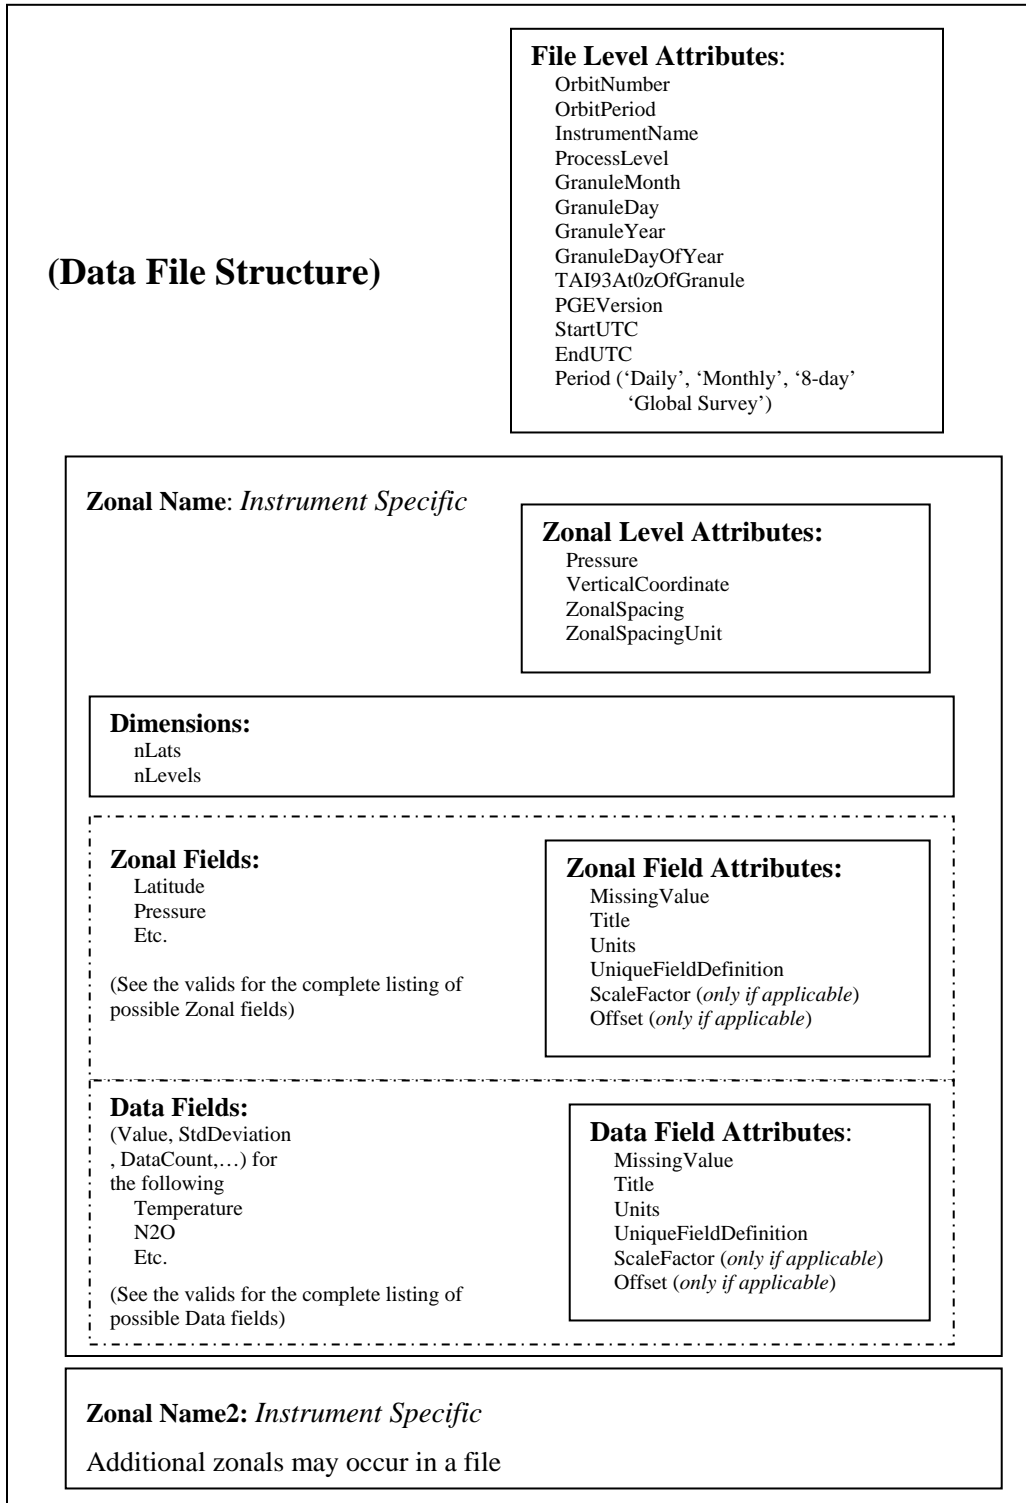 File Level Attributes:
OrbitNumber
OrbitPeriod
InstrumentName
ProcessLevel
GranuleMonth
GranuleDay
GranuleYear
GranuleDayOfYear
TAI93At0zOfGranule
PGEVersion
StartUTC
EndUTC
Period (‘Daily’, ‘Monthly’, ‘8-day’
‘Global Survey’)
(Data File Structure)
Zonal Name: Instrument Specific
Zonal Level Attributes:
Pressure
VerticalCoordinate
ZonalSpacing
ZonalSpacingUnit
Dimensions:
nLats
nLevels
Zonal Fields:
Latitude
Pressure
Etc.
(See the valids for the complete listing of
possible Zonal fields)
Zonal Field Attributes:
MissingValue
Title
Units
UniqueFieldDefinition
ScaleFactor (only if applicable)
Offset (only if applicable)
Data Fields:
(Value, StdDeviation
, DataCount,…) for
the following
Temperature
N2O
Etc.
(See the valids for the complete listing of
possible Data fields)
Data Field Attributes:
MissingValue
Title
Units
UniqueFieldDefinition
ScaleFactor (only if applicable)
Offset (only if applicable)
Zonal Name2: Instrument Specific
Additional zonals may occur in a file